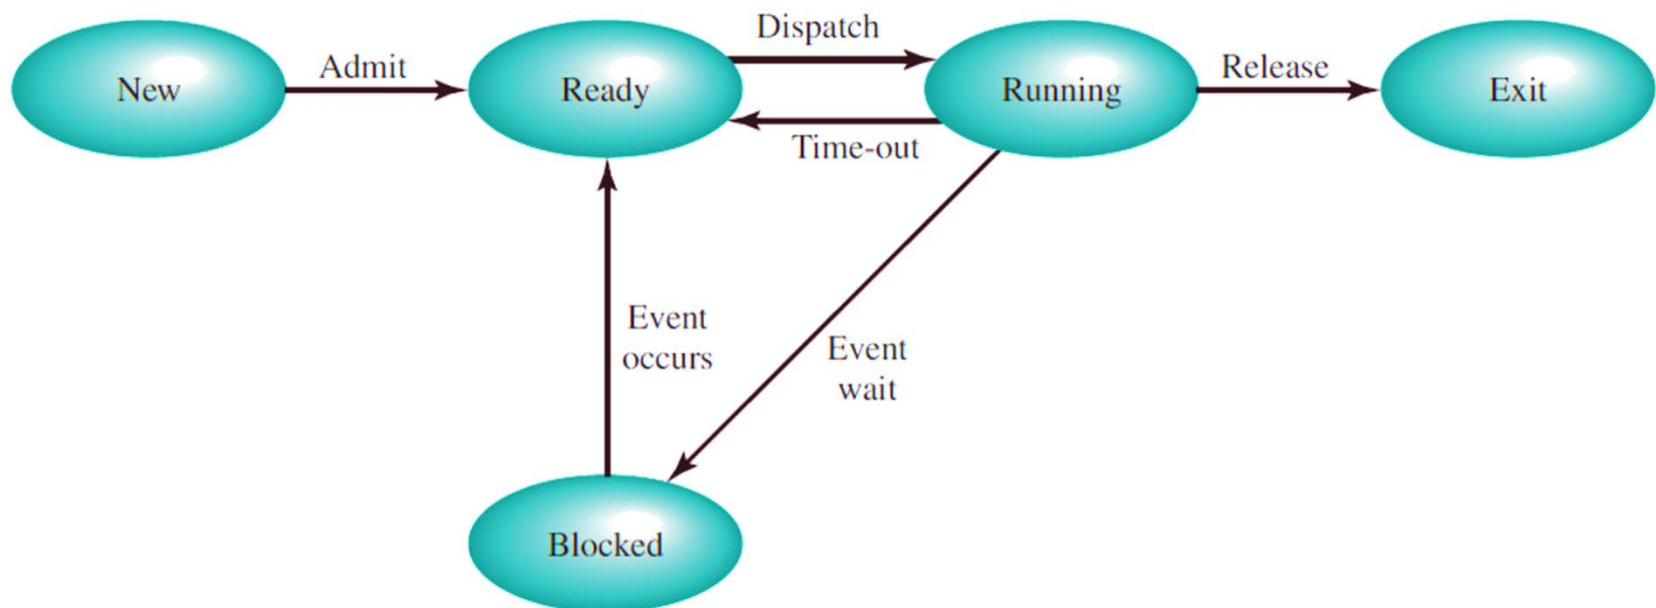 Dispatch
Admit
Release
New
Ready
Running
Exit
Time-out
Event
occurs
Event
wait
Blocked